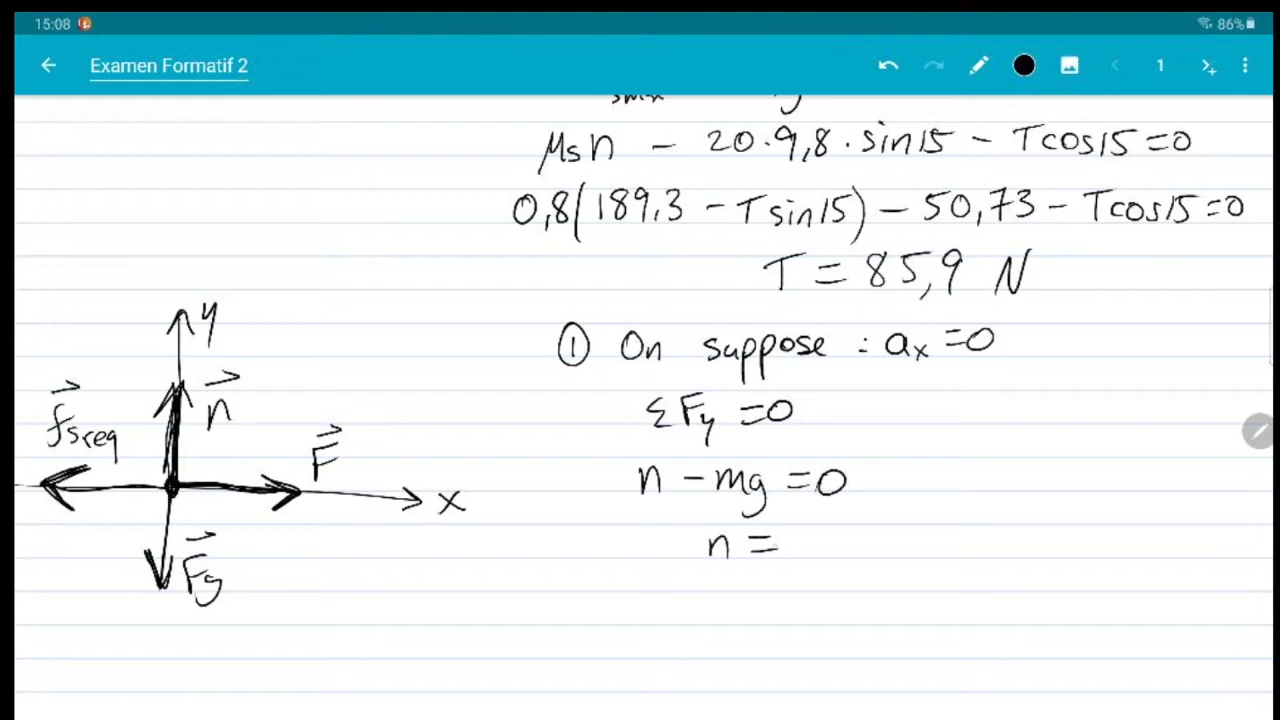 15:08 86%
Examen Formatif 2 1
μsn - 20·9,8·sin15 - Tcos15=0
0,8(189,3 - Tsin15) - 50,73 - Tcos15=0
T = 85,9 N
① On suppose : ax=0
ΣFy =0
n - mg =0
n =
y
n
fsreq
F
x
Fg